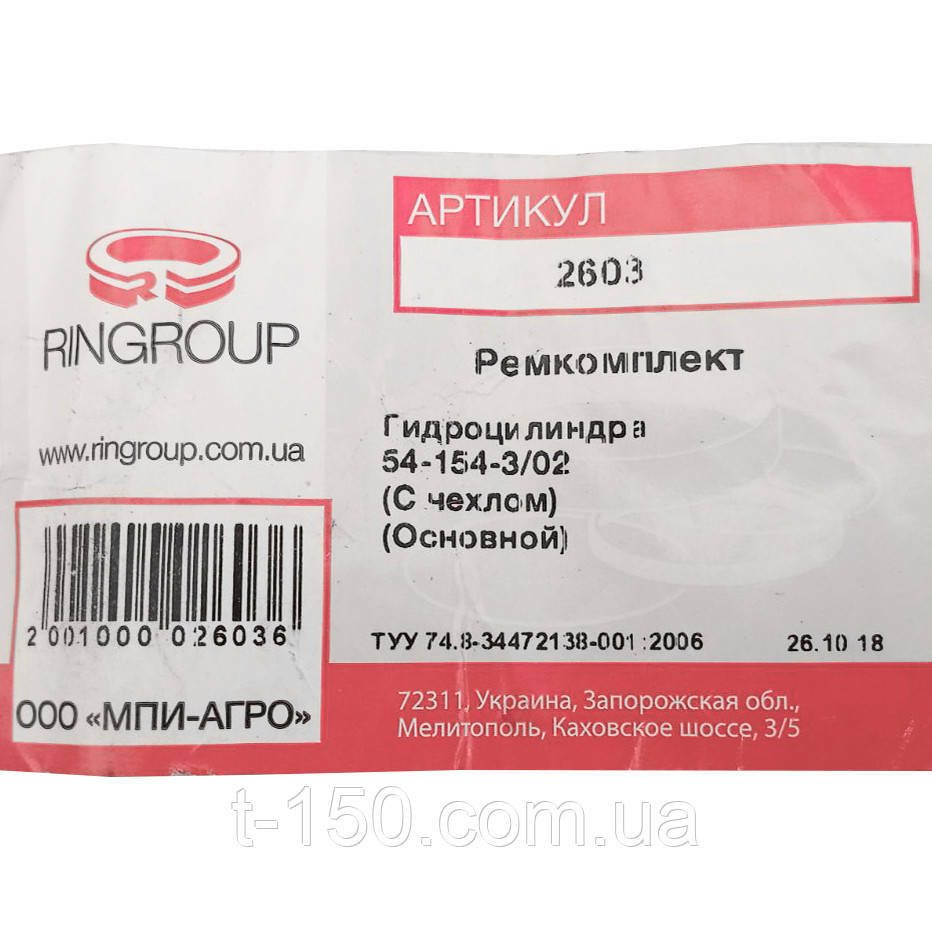 RINGROUP
www.ringroup.com.ua
2 001000 026036
ООО «МПИ-АГРО»
АРТИКУЛ
2603
Ремкомплект
Гидроцилиндра
54-154-3/02
(С чехлом)
(Основной)
ТУУ 74.8-34472138-001:2006 26.10 18
72311, Украина, Запорожская обл.,
Мелитополь, Каховское шоссе, 3/5
t-150.com.ua